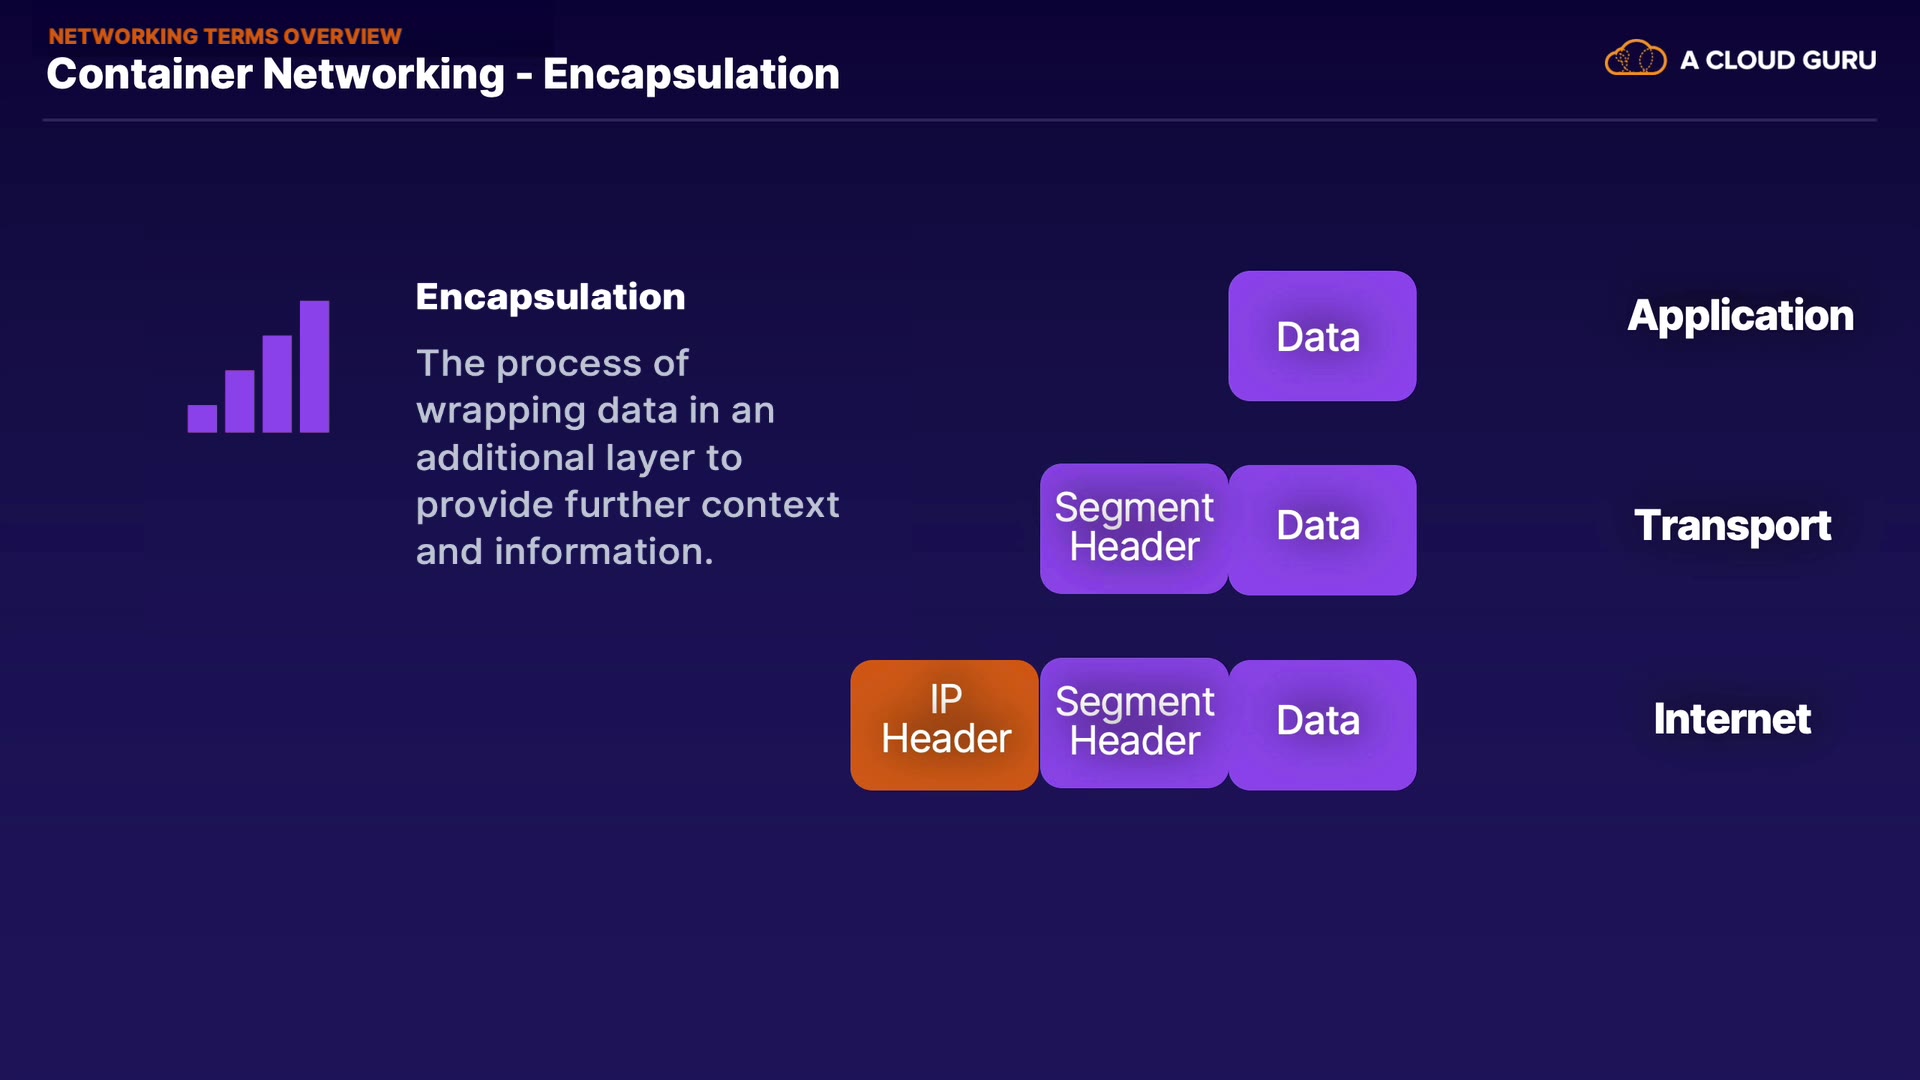 NETWORKING TERMS OVERVIEW
Container Networking - Encapsulation
A CLOUD GURU
Encapsulation
The process of
wrapping data in an
additional layer to
provide further context
and information.
Data
Application
Segment
Header
Data
Transport
IP
Header
Segment
Header
Data
Internet